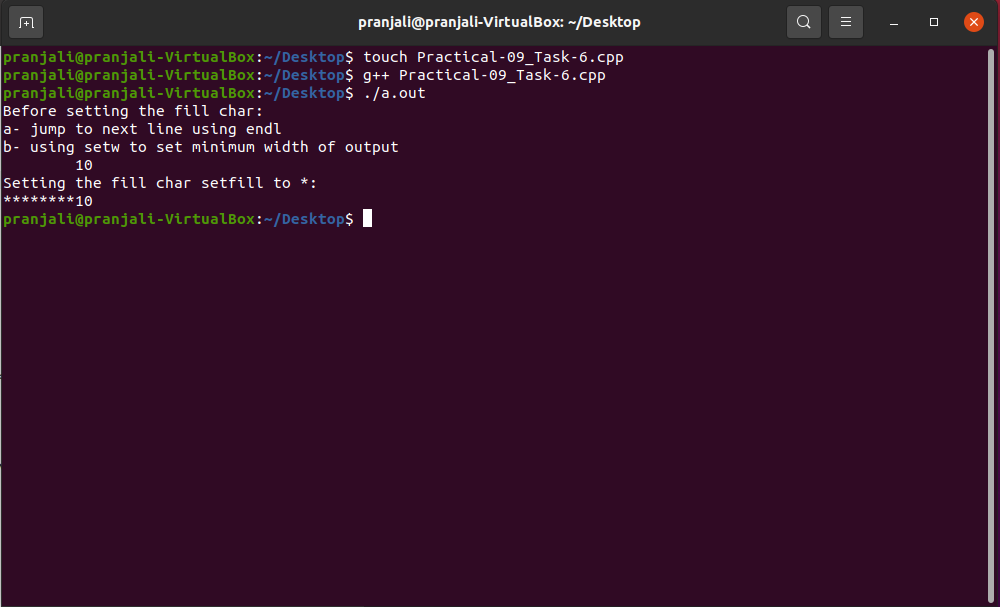 pranjali@pranjali-VirtualBox: ~/Desktop
pranjali@pranjali-VirtualBox:~/Desktop$ touch Practical-09_Task-6.cpp
pranjali@pranjali-VirtualBox:~/Desktop$ g++ Practical-09_Task-6.cpp
pranjali@pranjali-VirtualBox:~/Desktop$ ./a.out
Before setting the fill char:
a- jump to next line using endl
b- using setw to set minimum width of output
        10
Setting the fill char setfill to *:
********10
pranjali@pranjali-VirtualBox:~/Desktop$